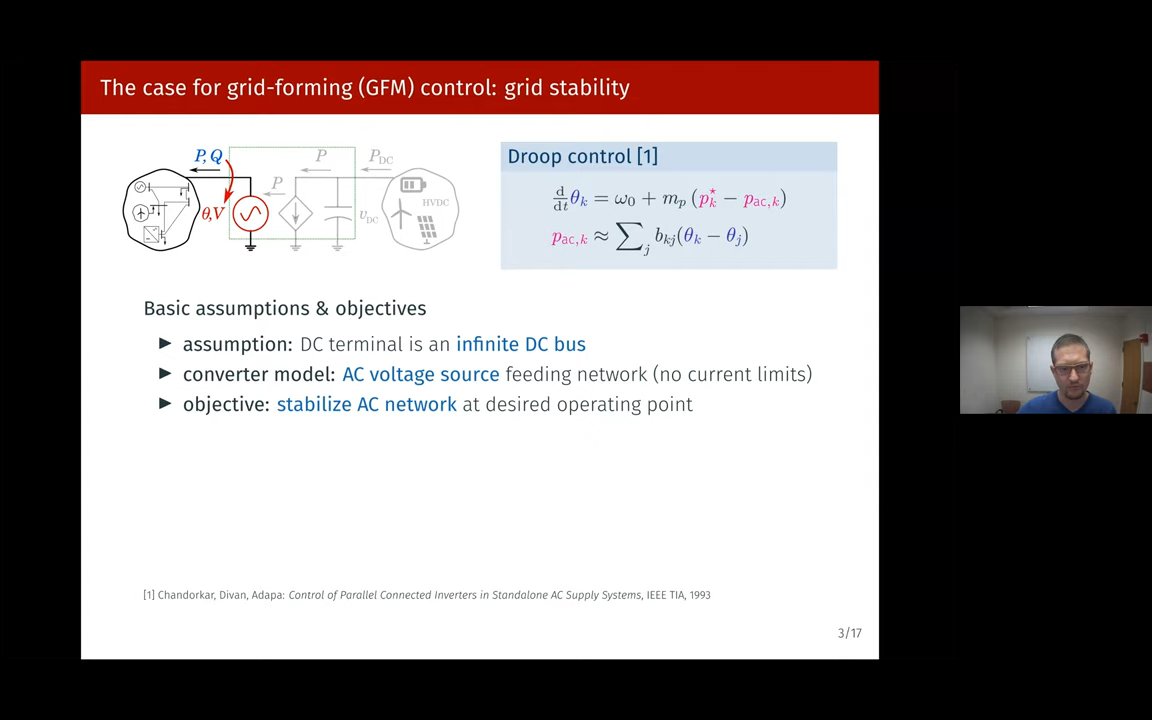 The case for grid-forming (GFM) control: grid stability
P, Q
P
P_DC
P
θ,V
v_DC
HVDC
Droop control [1]
d/dt θ_k = ω_0 + m_p (p_k^⋆ − p_ac,k)
p_ac,k ≈ ∑_j b_kj(θ_k − θ_j)
Basic assumptions & objectives
► assumption: DC terminal is an infinite DC bus
► converter model: AC voltage source feeding network (no current limits)
► objective: stabilize AC network at desired operating point
[1] Chandorkar, Divan, Adapa: Control of Parallel Connected Inverters in Standalone AC Supply Systems, IEEE TIA, 1993
3/17